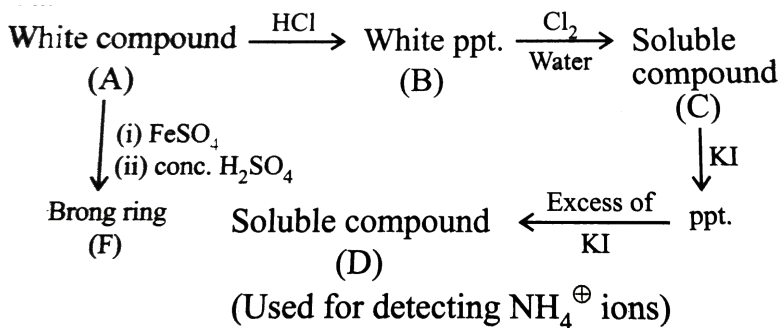 White compound HCl White ppt. Cl₂ Water Soluble compound
(A) (B) (C)
(i) FeSO₄
(ii) conc. H₂SO₄
KI
Brong ring
(F)
Soluble compound Excess of KI ppt.
(D)
(Used for detecting NH₄⊕ ions)